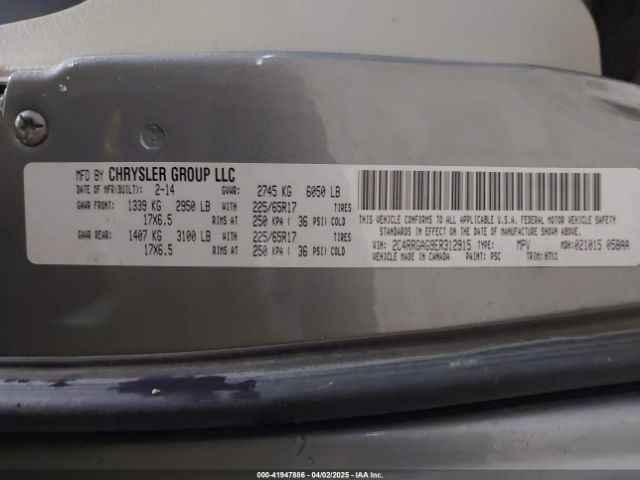 MFD BY CHRYSLER GROUP LLC
DATE OF MFR(BUILT): 2-14 GVWR: 2745 KG 6050 LB
GAWR FRONT: 1339 KG 2950 LB WITH 225/65R17 TIRES
17X6.5 RIMS AT 250 KPA ( 36 PSI) COLD
GAWR REAR: 1407 KG 3100 LB WITH 225/65R17 TIRES
17X6.5 RIMS AT 250 KPA ( 36 PSI) COLD
THIS VEHICLE CONFORMS TO ALL APPLICABLE U.S.A. FEDERAL MOTOR VEHICLE SAFETY
STANDARDS IN EFFECT ON THE DATE OF MANUFACTURE SHOWN ABOVE.
VIN: 2C4RRGAG9ER312915 TYPE: MPV MDH:021015 058AA
VEHICLE MADE IN CANADA PAINT: PSC TRIM:
000-41947886 - 04/02/2025 - IAA Inc.